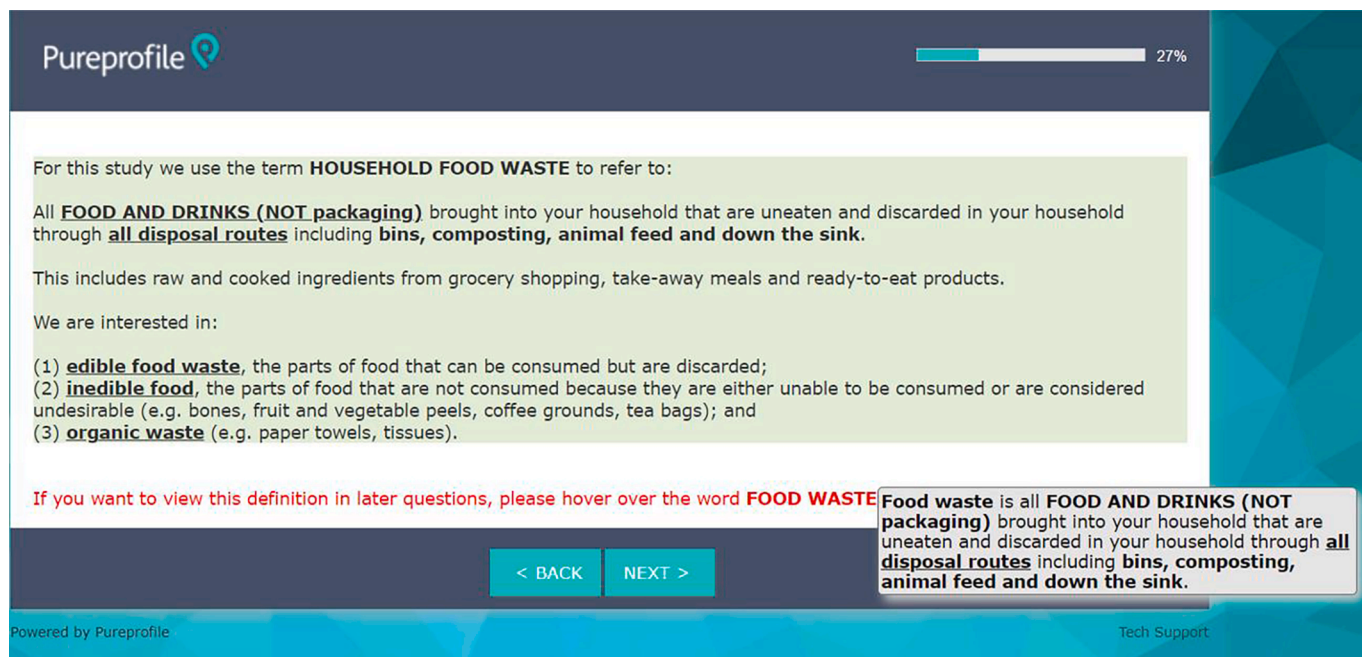 Pureprofile
27%
For this study we use the term HOUSEHOLD FOOD WASTE to refer to:
All FOOD AND DRINKS (NOT packaging) brought into your household that are uneaten and discarded in your household
through all disposal routes including bins, composting, animal feed and down the sink.
This includes raw and cooked ingredients from grocery shopping, take-away meals and ready-to-eat products.
We are interested in:
(1) edible food waste, the parts of food that can be consumed but are discarded;
(2) inedible food, the parts of food that are not consumed because they are either unable to be consumed or are considered
undesirable (e.g. bones, fruit and vegetable peels, coffee grounds, tea bags); and
(3) organic waste (e.g. paper towels, tissues).
If you want to view this definition in later questions, please hover over the word FOOD WASTE
Food waste is all FOOD AND DRINKS (NOT
packaging) brought into your household that are
uneaten and discarded in your household through all
disposal routes including bins, composting,
animal feed and down the sink.
< BACK
NEXT >
Powered by Pureprofile
Tech Support